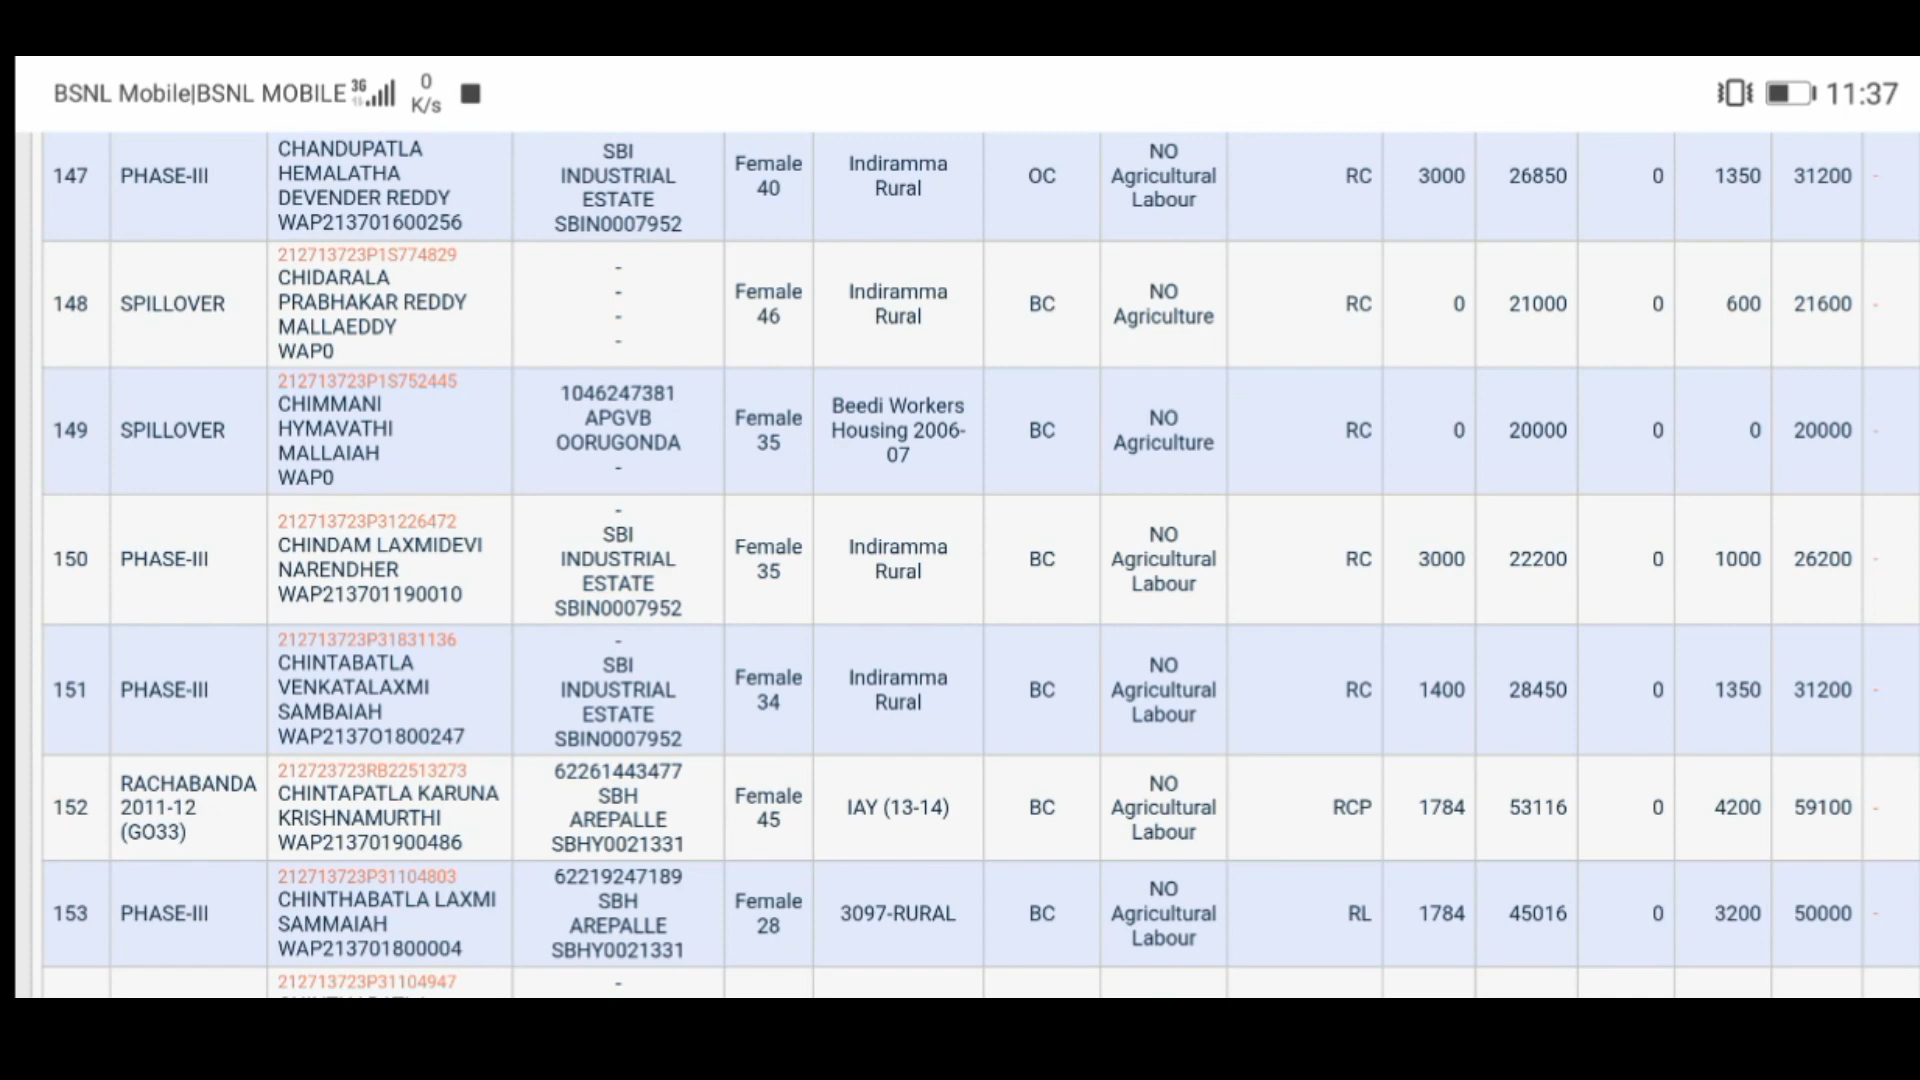 BSNL Mobile|BSNL MOBILE 3G 0 K/s 11:37
147
PHASE-III
CHANDUPATLA
HEMALATHA
DEVENDER REDDY
WAP213701600256
SBI
INDUSTRIAL
ESTATE
SBIN0007952
Female
40
Indiramma
Rural
OC
NO
Agricultural
Labour
RC
3000
26850
0
1350
31200
-
148
SPILLOVER
212713723P1S774829
CHIDARALA
PRABHAKAR REDDY
MALLAEDDY
WAP0
-
-
-
-
Female
46
Indiramma
Rural
BC
NO
Agriculture
RC
0
21000
0
600
21600
-
149
SPILLOVER
212713723P1S752445
CHIMMANI
HYMAVATHI
MALLAIAH
WAP0
1046247381
APGVB
OORUGONDA
-
Female
35
Beedi Workers
Housing 2006-
07
BC
NO
Agriculture
RC
0
20000
0
0
20000
-
150
PHASE-III
212713723P31226472
CHINDAM LAXMIDEVI
NARENDHER
WAP213701190010
-
SBI
INDUSTRIAL
ESTATE
SBIN0007952
Female
35
Indiramma
Rural
BC
NO
Agricultural
Labour
RC
3000
22200
0
1000
26200
-
151
PHASE-III
212713723P31831136
CHINTABATLA
VENKATALAXMI
SAMBAIAH
WAP2137O1800247
-
SBI
INDUSTRIAL
ESTATE
SBIN0007952
Female
34
Indiramma
Rural
BC
NO
Agricultural
Labour
RC
1400
28450
0
1350
31200
-
152
RACHABANDA
2011-12
(GO33)
212723723RB22513273
CHINTAPATLA KARUNA
KRISHNAMURTHI
WAP213701900486
62261443477
SBH
AREPALLE
SBHY0021331
Female
45
IAY (13-14)
BC
NO
Agricultural
Labour
RCP
1784
53116
0
4200
59100
-
153
PHASE-III
212713723P31104803
CHINTHABATLA LAXMI
SAMMAIAH
WAP213701800004
62219247189
SBH
AREPALLE
SBHY0021331
Female
28
3097-RURAL
BC
NO
Agricultural
Labour
RL
1784
45016
0
3200
50000
-
212713723P31104947
-